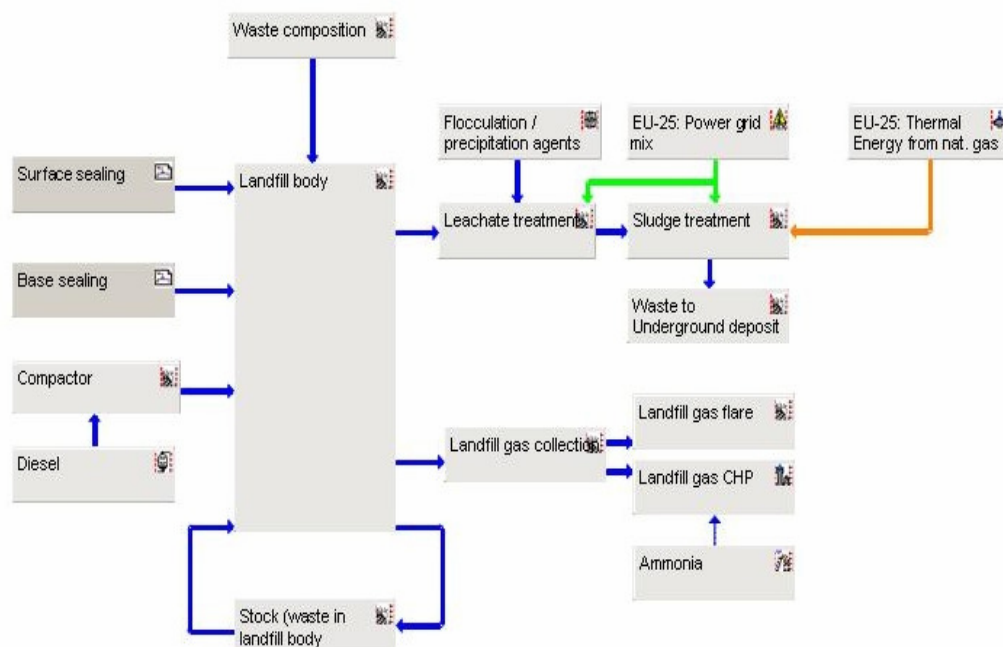 Waste composition
Flocculation /
precipitation agents
EU-25: Power grid
mix
EU-25: Thermal
Energy from nat. gas
Surface sealing
Landfill body
Leachate treatment
Sludge treatment
Base sealing
Waste to
Underground deposit
Compactor
Landfill gas flare
Diesel
Landfill gas collection
Landfill gas CHP
Ammonia
Stock (waste in
landfill body